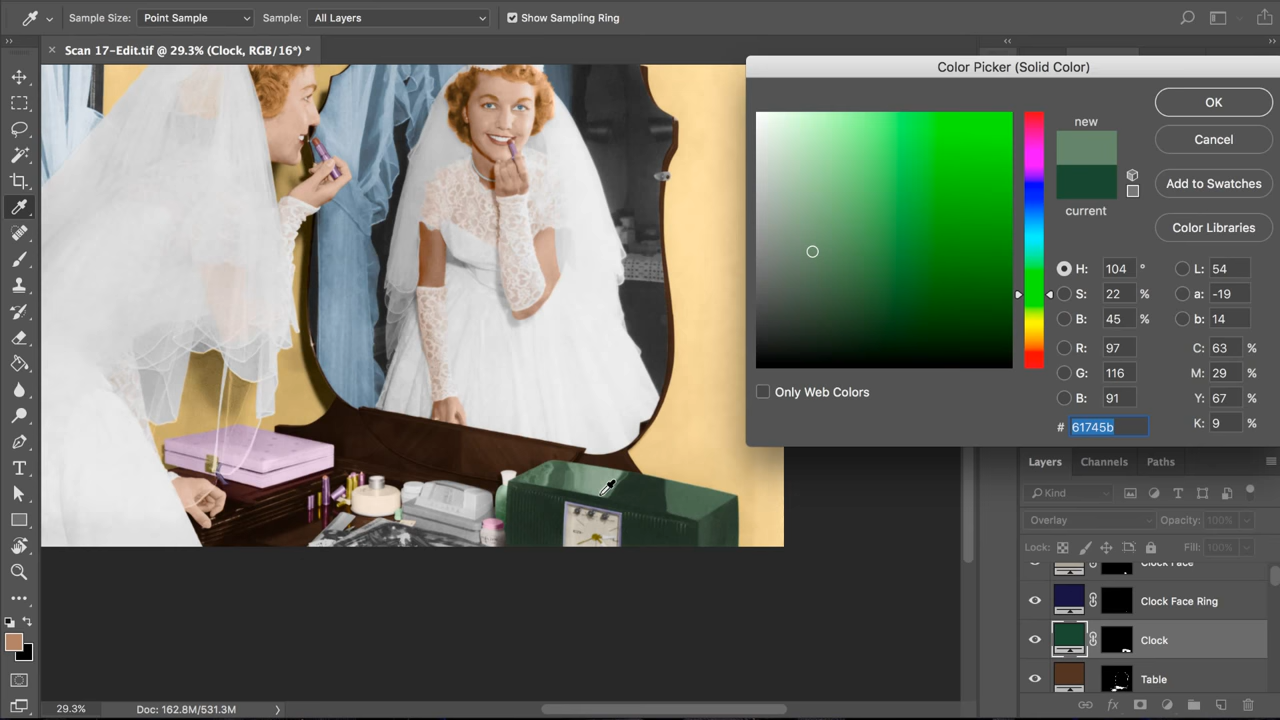 Sample Size: Point Sample Sample: All Layers Show Sampling Ring
Scan 17-Edit.tif @ 29.3% (Clock, RGB/16*) *
Color Picker (Solid Color)
new
current
OK
Cancel
Add to Swatches
Color Libraries
H: 104 °
S: 22 %
B: 45 %
R: 97
G: 116
B: 91
# 61745b
L: 54
a: -19
b: 14
C: 63 %
M: 29 %
Y: 67 %
K: 9 %
Only Web Colors
Layers Channels Paths
Kind
Overlay Opacity: 100%
Lock: Fill: 100%
Clock Face
Clock Face Ring
Clock
Table
fx
29.3% Doc: 162.8M/531.3M